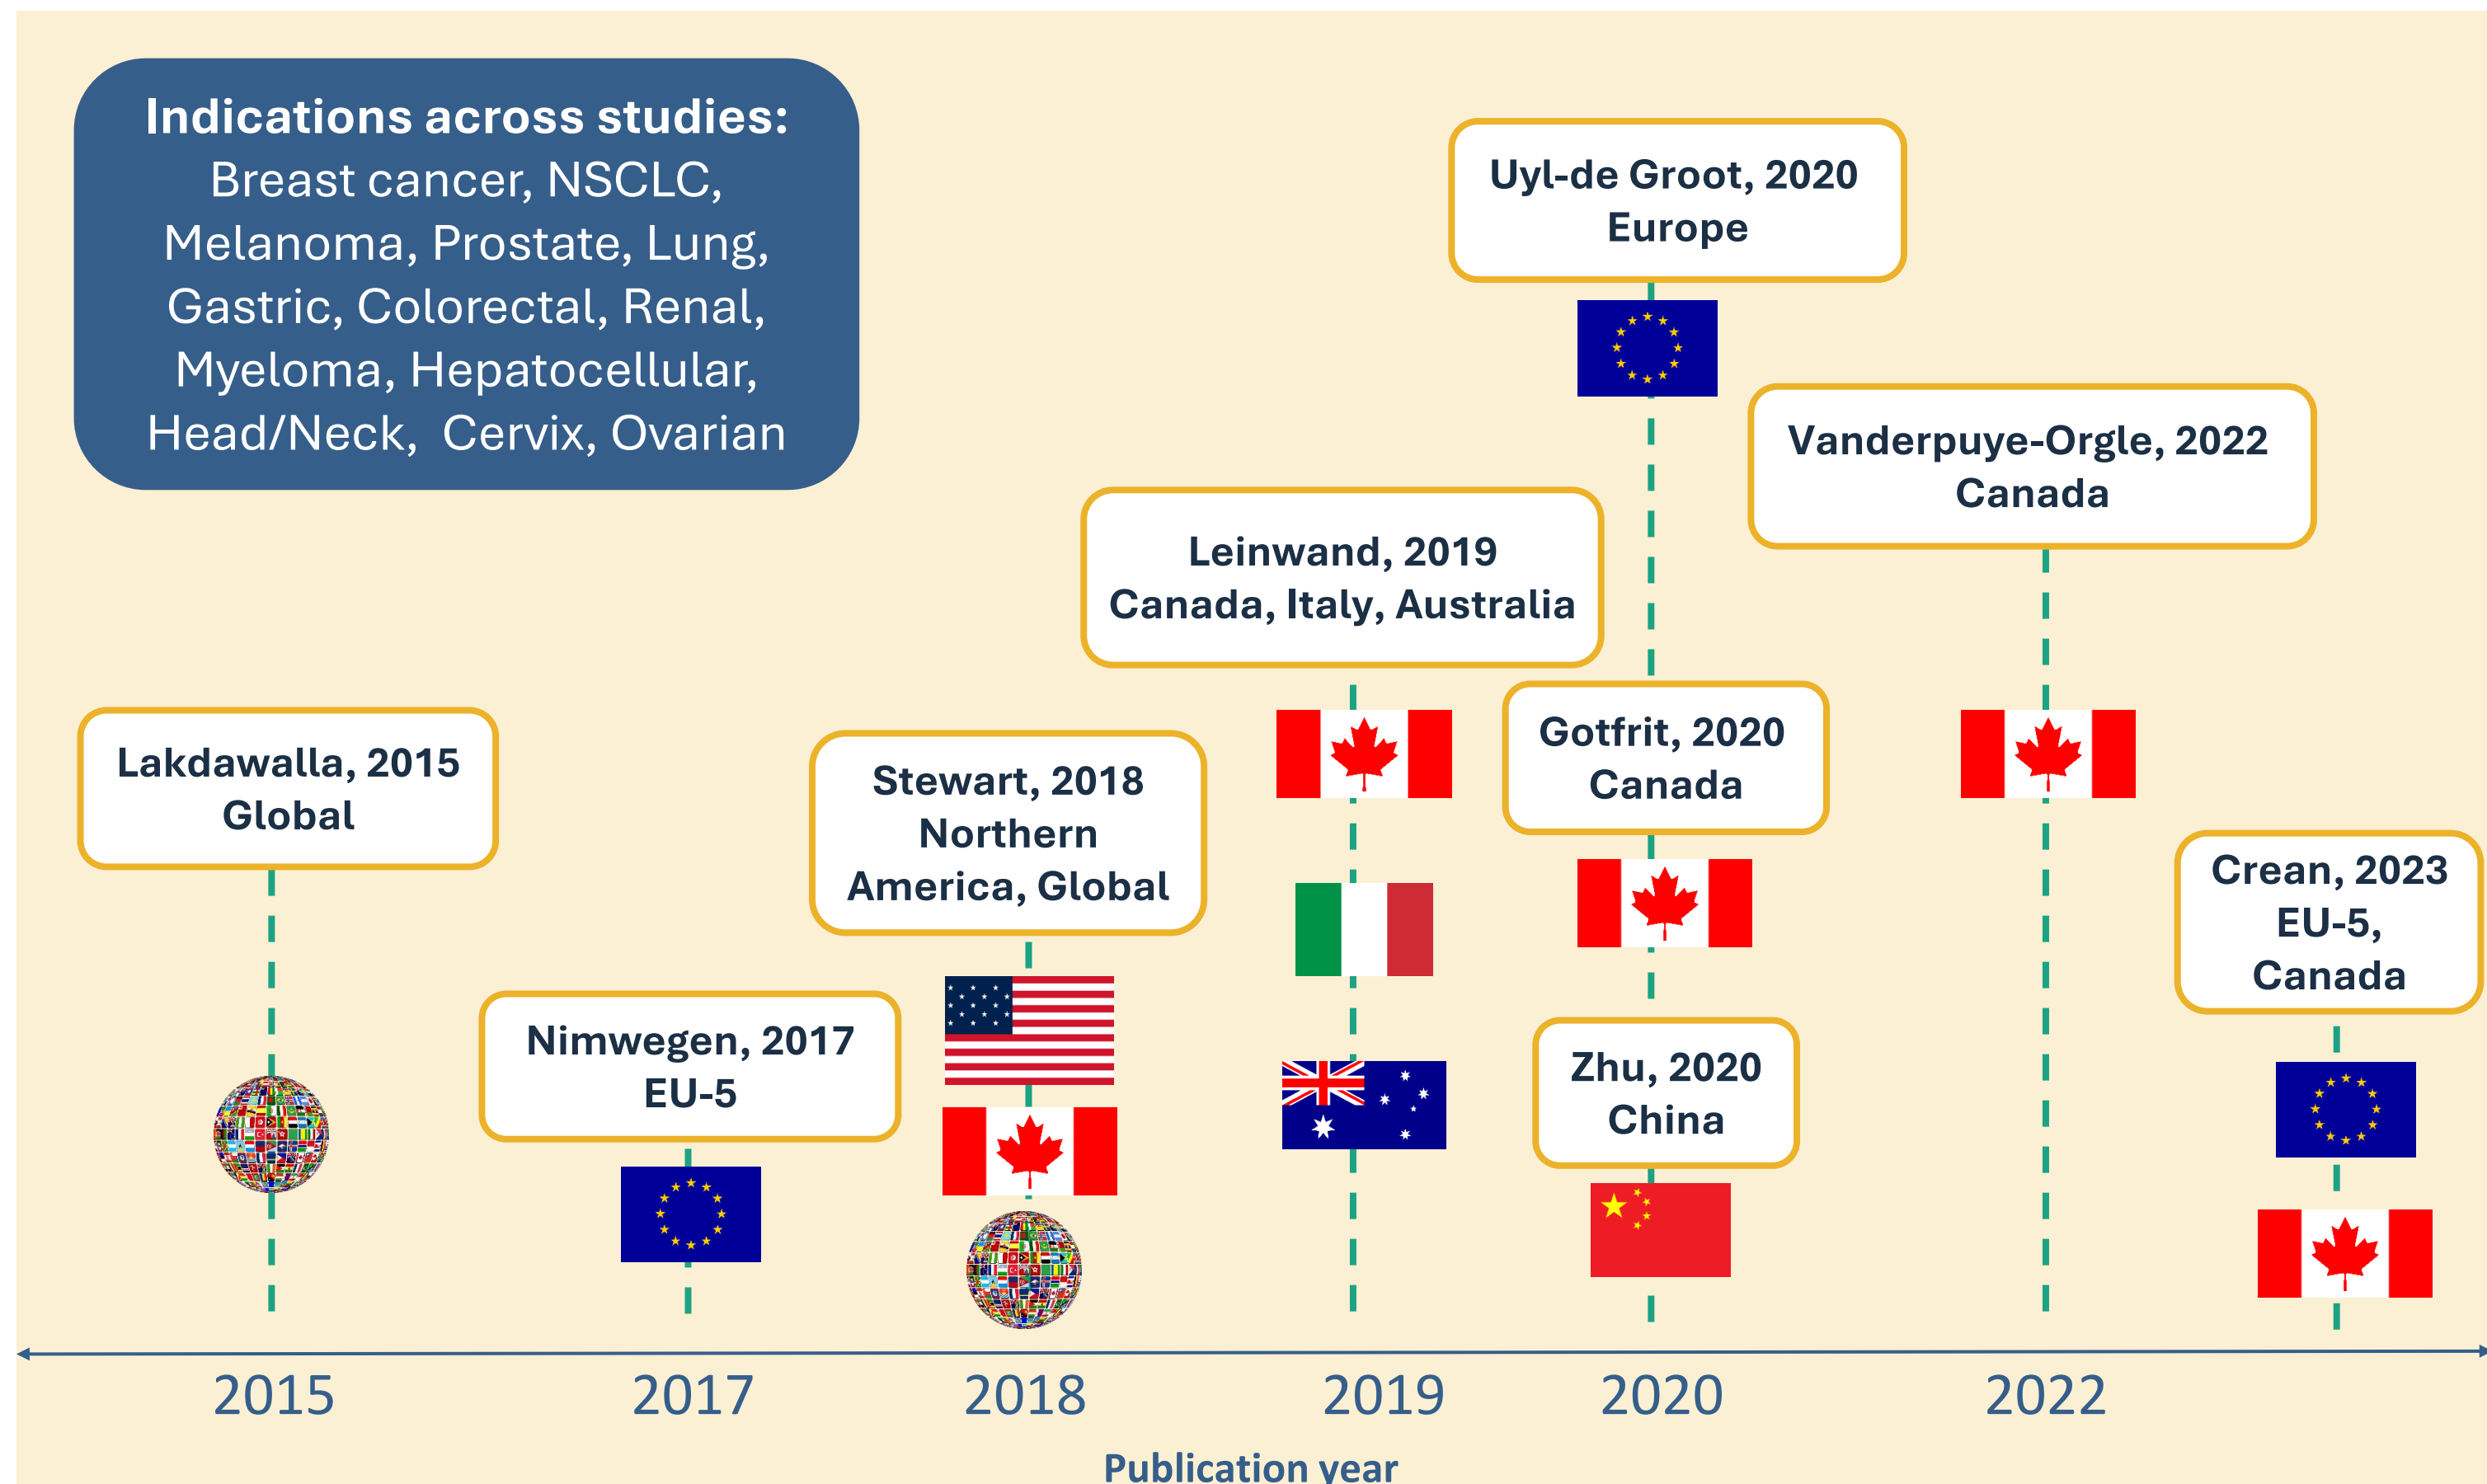 Indications across studies:
Breast cancer, NSCLC,
Melanoma, Prostate, Lung,
Gastric, Colorectal, Renal,
Myeloma, Hepatocellular,
Head/Neck, Cervix, Ovarian
Uyl-de Groot, 2020
Europe
Vanderpuye-Orgle, 2022
Canada
Leinwand, 2019
Canada, Italy, Australia
Lakdawalla, 2015
Global
Stewart, 2018
Northern
America, Global
Gotfrit, 2020
Canada
Crean, 2023
EU-5,
Canada
Nimwegen, 2017
EU-5
Zhu, 2020
China
2015
2017
2018
2019
2020
2022
Publication year